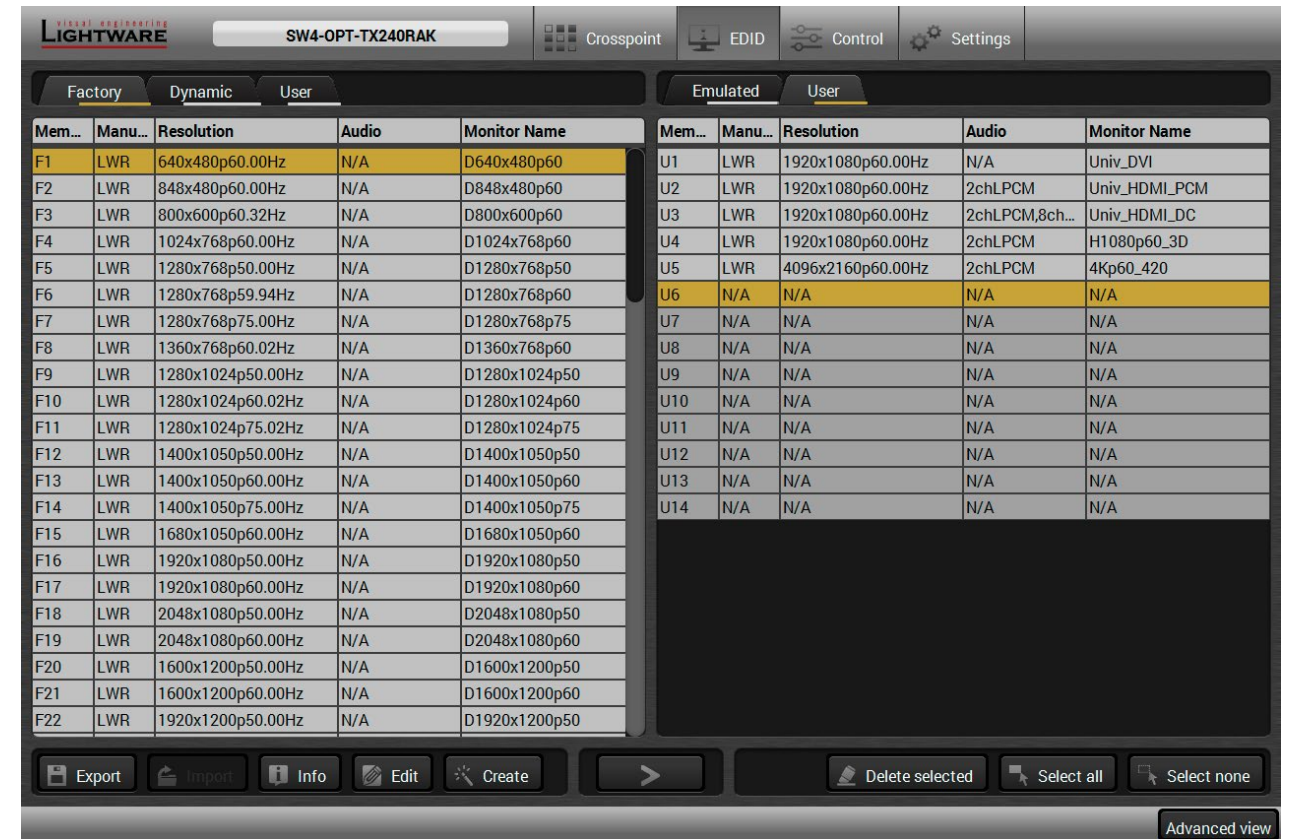 visual engineering
LIGHTWARE
SW4-OPT-TX240RAK
Crosspoint
EDID
Control
Settings
Factory Dynamic User
Mem... Manu... Resolution Audio Monitor Name
F1 LWR 640x480p60.00Hz N/A D640x480p60
F2 LWR 848x480p60.00Hz N/A D848x480p60
F3 LWR 800x600p60.32Hz N/A D800x600p60
F4 LWR 1024x768p60.00Hz N/A D1024x768p60
F5 LWR 1280x768p50.00Hz N/A D1280x768p50
F6 LWR 1280x768p59.94Hz N/A D1280x768p60
F7 LWR 1280x768p75.00Hz N/A D1280x768p75
F8 LWR 1360x768p60.02Hz N/A D1360x768p60
F9 LWR 1280x1024p50.00Hz N/A D1280x1024p50
F10 LWR 1280x1024p60.02Hz N/A D1280x1024p60
F11 LWR 1280x1024p75.02Hz N/A D1280x1024p75
F12 LWR 1400x1050p50.00Hz N/A D1400x1050p50
F13 LWR 1400x1050p60.00Hz N/A D1400x1050p60
F14 LWR 1400x1050p75.00Hz N/A D1400x1050p75
F15 LWR 1680x1050p60.00Hz N/A D1680x1050p60
F16 LWR 1920x1080p50.00Hz N/A D1920x1080p50
F17 LWR 1920x1080p60.00Hz N/A D1920x1080p60
F18 LWR 2048x1080p50.00Hz N/A D2048x1080p50
F19 LWR 2048x1080p60.00Hz N/A D2048x1080p60
F20 LWR 1600x1200p50.00Hz N/A D1600x1200p50
F21 LWR 1600x1200p60.00Hz N/A D1600x1200p60
F22 LWR 1920x1200p50.00Hz N/A D1920x1200p50
Emulated User
Mem... Manu... Resolution Audio Monitor Name
U1 LWR 1920x1080p60.00Hz N/A Univ_DVI
U2 LWR 1920x1080p60.00Hz 2chLPCM Univ_HDMI_PCM
U3 LWR 1920x1080p60.00Hz 2chLPCM,8ch... Univ_HDMI_DC
U4 LWR 1920x1080p60.00Hz 2chLPCM H1080p60_3D
U5 LWR 4096x2160p60.00Hz 2chLPCM 4Kp60_420
U6 N/A N/A N/A N/A
U7 N/A N/A N/A N/A
U8 N/A N/A N/A N/A
U9 N/A N/A N/A N/A
U10 N/A N/A N/A N/A
U11 N/A N/A N/A N/A
U12 N/A N/A N/A N/A
U13 N/A N/A N/A N/A
U14 N/A N/A N/A N/A
Export Import Info Edit Create > Delete selected Select all Select none
Advanced view